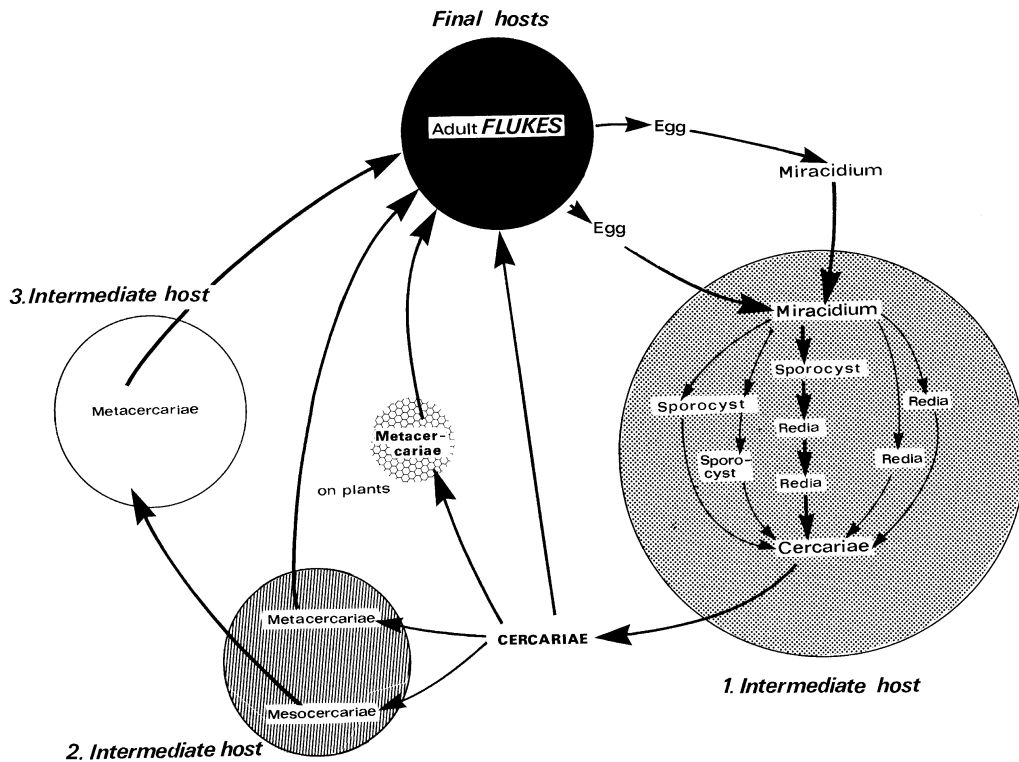 Final hosts
Adult FLUKES
Egg
Miracidium
Egg
3. Intermediate host
Miracidium
Sporocyst
Sporocyst
Redia
Redia
Sporo-
cyst
Redia
Redia
Cercariae
Metacercariae
Metacer-
cariae
on plants
Metacercariae
CERCARIAE
Mesocercariae
1. Intermediate host
2. Intermediate host